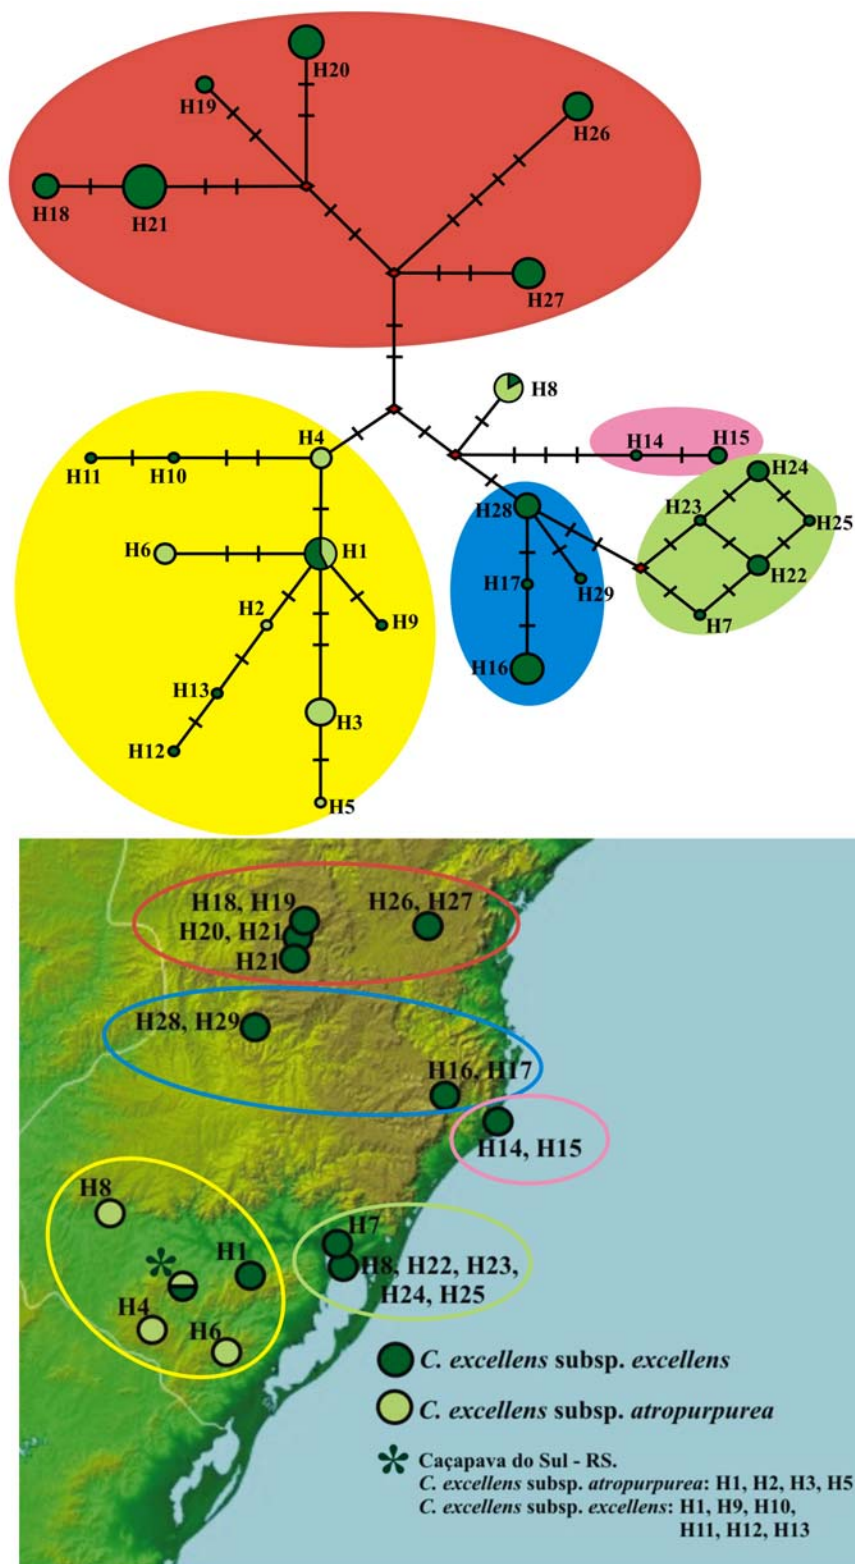 H20
H19
H26
H18
H21
H27
H8
H4
H14
H15
H11
H10
H24
H28
H23
H25
H6
H1
H17
H29
H22
H2
H9
H7
H13
H16
H3
H12
H5
H18, H19
H26, H27
H20, H21
H21
H28, H29
H16, H17
H14, H15
H8
H7
H1
H8, H22, H23,
H24, H25
H4
H6
C. excellens subsp. excellens
C. excellens subsp. atropurpurea
* Caçapava do Sul - RS.
C. excellens subsp. atropurpurea: H1, H2, H3, H5
C. excellens subsp. excellens: H1, H9, H10,
H11, H12, H13